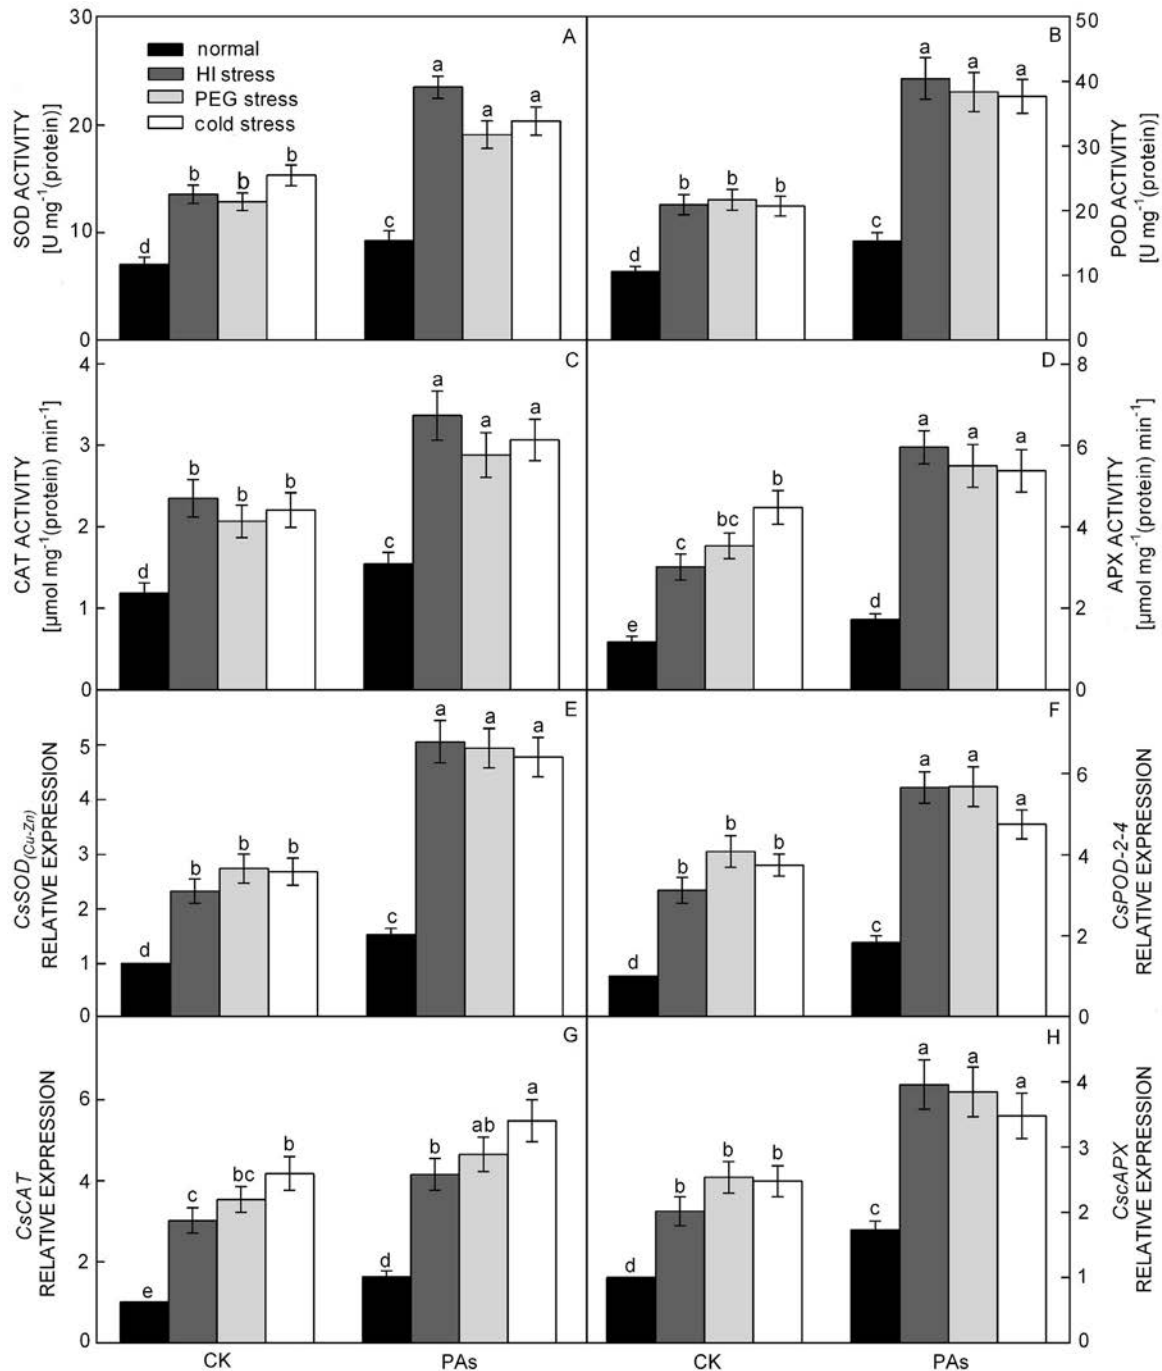 30
20
10
0
SOD ACTIVITY
[U mg⁻¹(protein)]
normal
HI stress
PEG stress
cold stress
A
d
b
b
b
c
a
a
a
B
d
b
b
b
c
a
a
a
50
40
30
20
10
0
POD ACTIVITY
[U mg⁻¹(protein)]
4
3
2
1
0
CAT ACTIVITY
[µmol mg⁻¹(protein) min⁻¹]
C
d
b
b
b
c
a
a
a
D
e
c
bc
b
d
a
a
a
8
6
4
2
0
APX ACTIVITY
[µmol mg⁻¹(protein) min⁻¹]
5
4
3
2
1
0
CsSOD(Cu-Zn)
RELATIVE EXPRESSION
E
d
b
b
b
c
a
a
a
F
d
b
b
b
c
a
a
a
6
4
2
0
CsPOD-2-4
RELATIVE EXPRESSION
6
4
2
0
CsCAT
RELATIVE EXPRESSION
G
e
c
bc
b
d
b
ab
a
H
d
b
b
b
c
a
a
a
4
3
2
1
0
CscAPX
RELATIVE EXPRESSION
CK PAs CK PAs